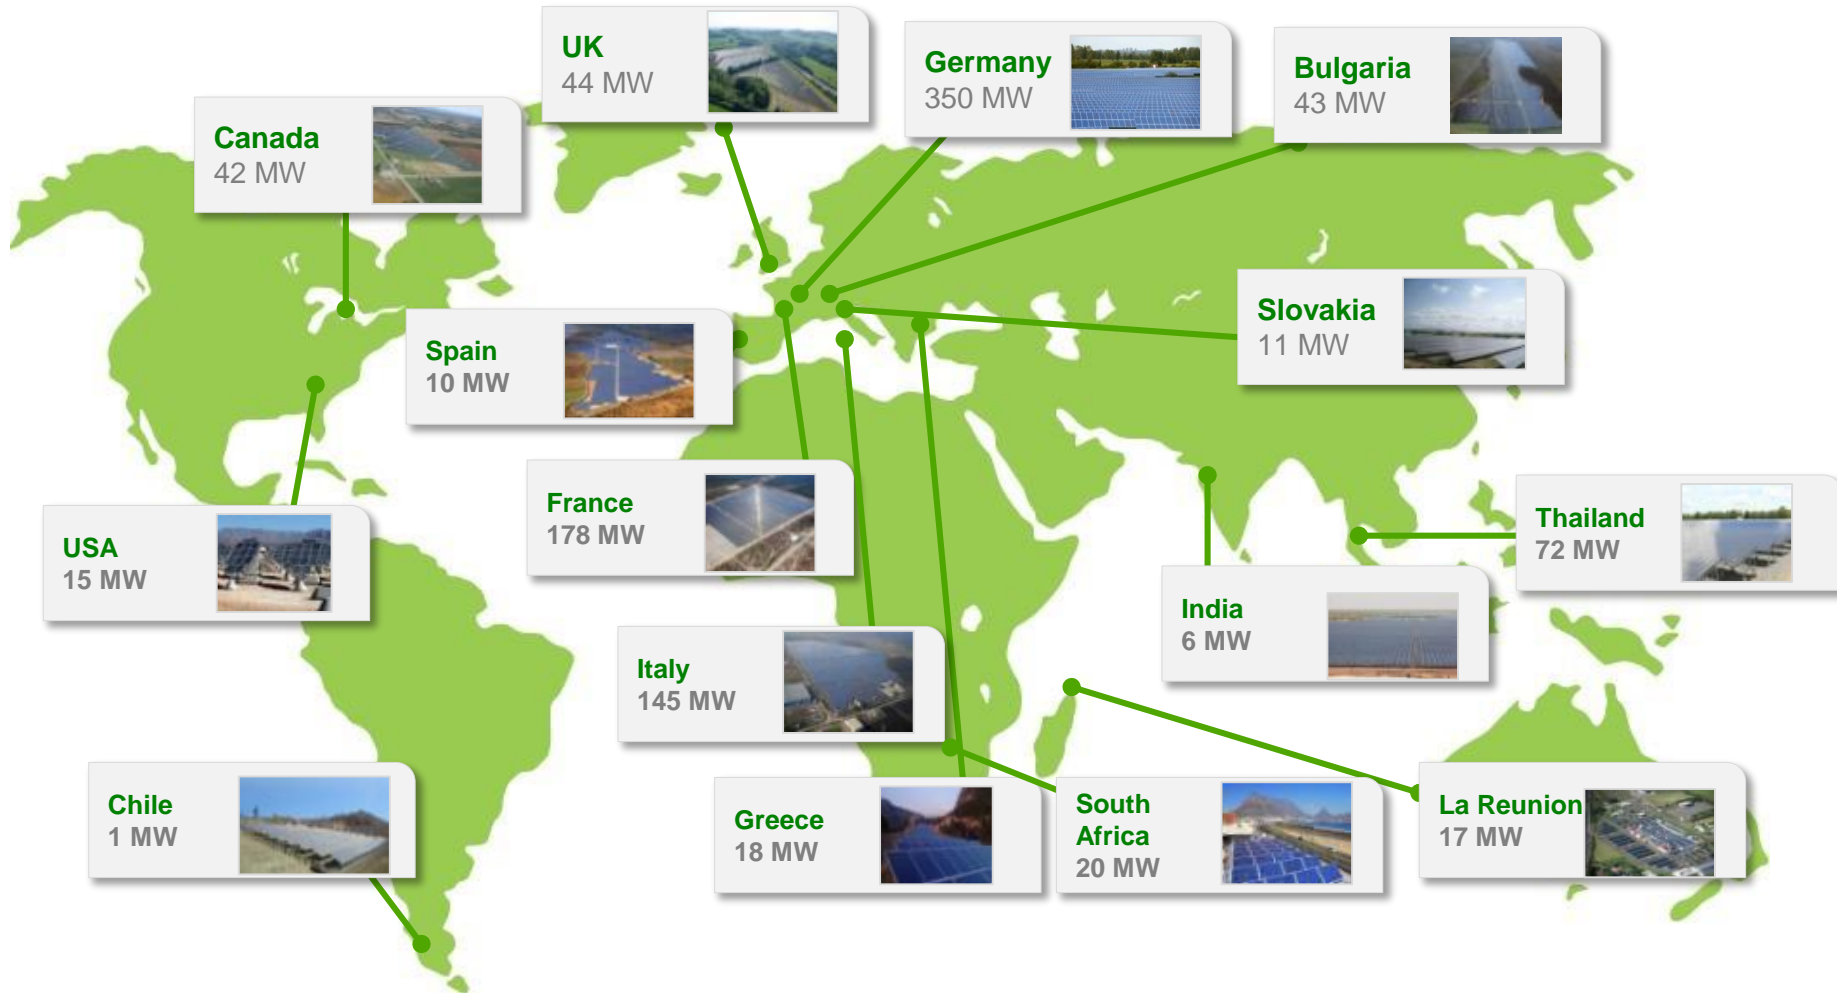 UK
44 MW
Germany
350 MW
Bulgaria
43 MW
Canada
42 MW
Slovakia
11 MW
Spain
10 MW
France
178 MW
Thailand
72 MW
USA
15 MW
India
6 MW
Italy
145 MW
Chile
1 MW
Greece
18 MW
South
Africa
20 MW
La Reunion
17 MW